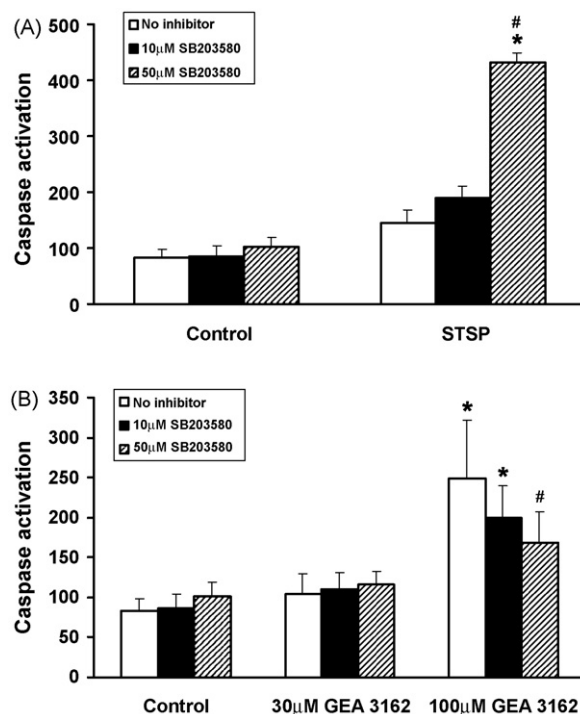 (A)
No inhibitor
10μM SB203580
50μM SB203580
Caspase activation
500
400
300
200
100
0
#
*
Control
STSP
(B)
No inhibitor
10μM SB203580
50μM SB203580
Caspase activation
350
300
250
200
150
100
50
0
*
*
#
Control
30μM GEA 3162
100μM GEA 3162